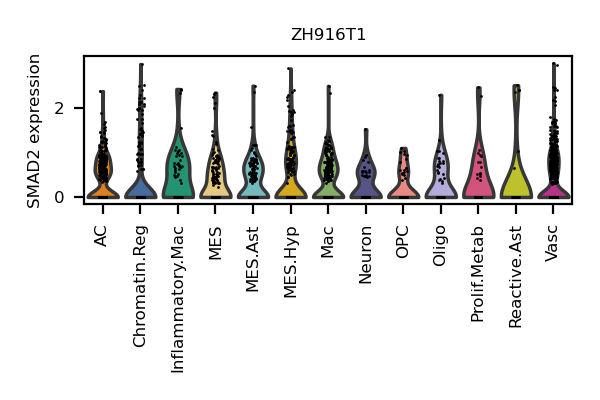 ZH916T1
SMAD2 expression
2
0
AC
Chromatin.Reg
Inflammatory.Mac
MES
MES.Ast
MES.Hyp
Mac
Neuron
OPC
Oligo
Prolif.Metab
Reactive.Ast
Vasc